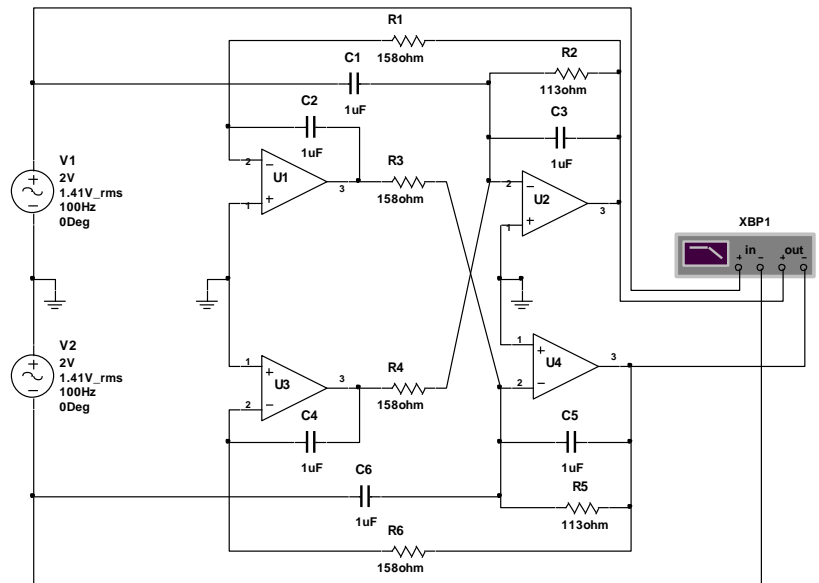 R1
158ohm
R2
113ohm
C1
1uF
C2
1uF
C3
1uF
V1
2V
1.41V_rms
100Hz
0Deg
2
U1
3
1
R3
158ohm
2
U2
3
1
XBP1
in
out
V2
2V
1.41V_rms
100Hz
0Deg
1
U3
3
2
R4
158ohm
1
U4
3
2
C4
1uF
C5
1uF
C6
1uF
R5
113ohm
R6
158ohm